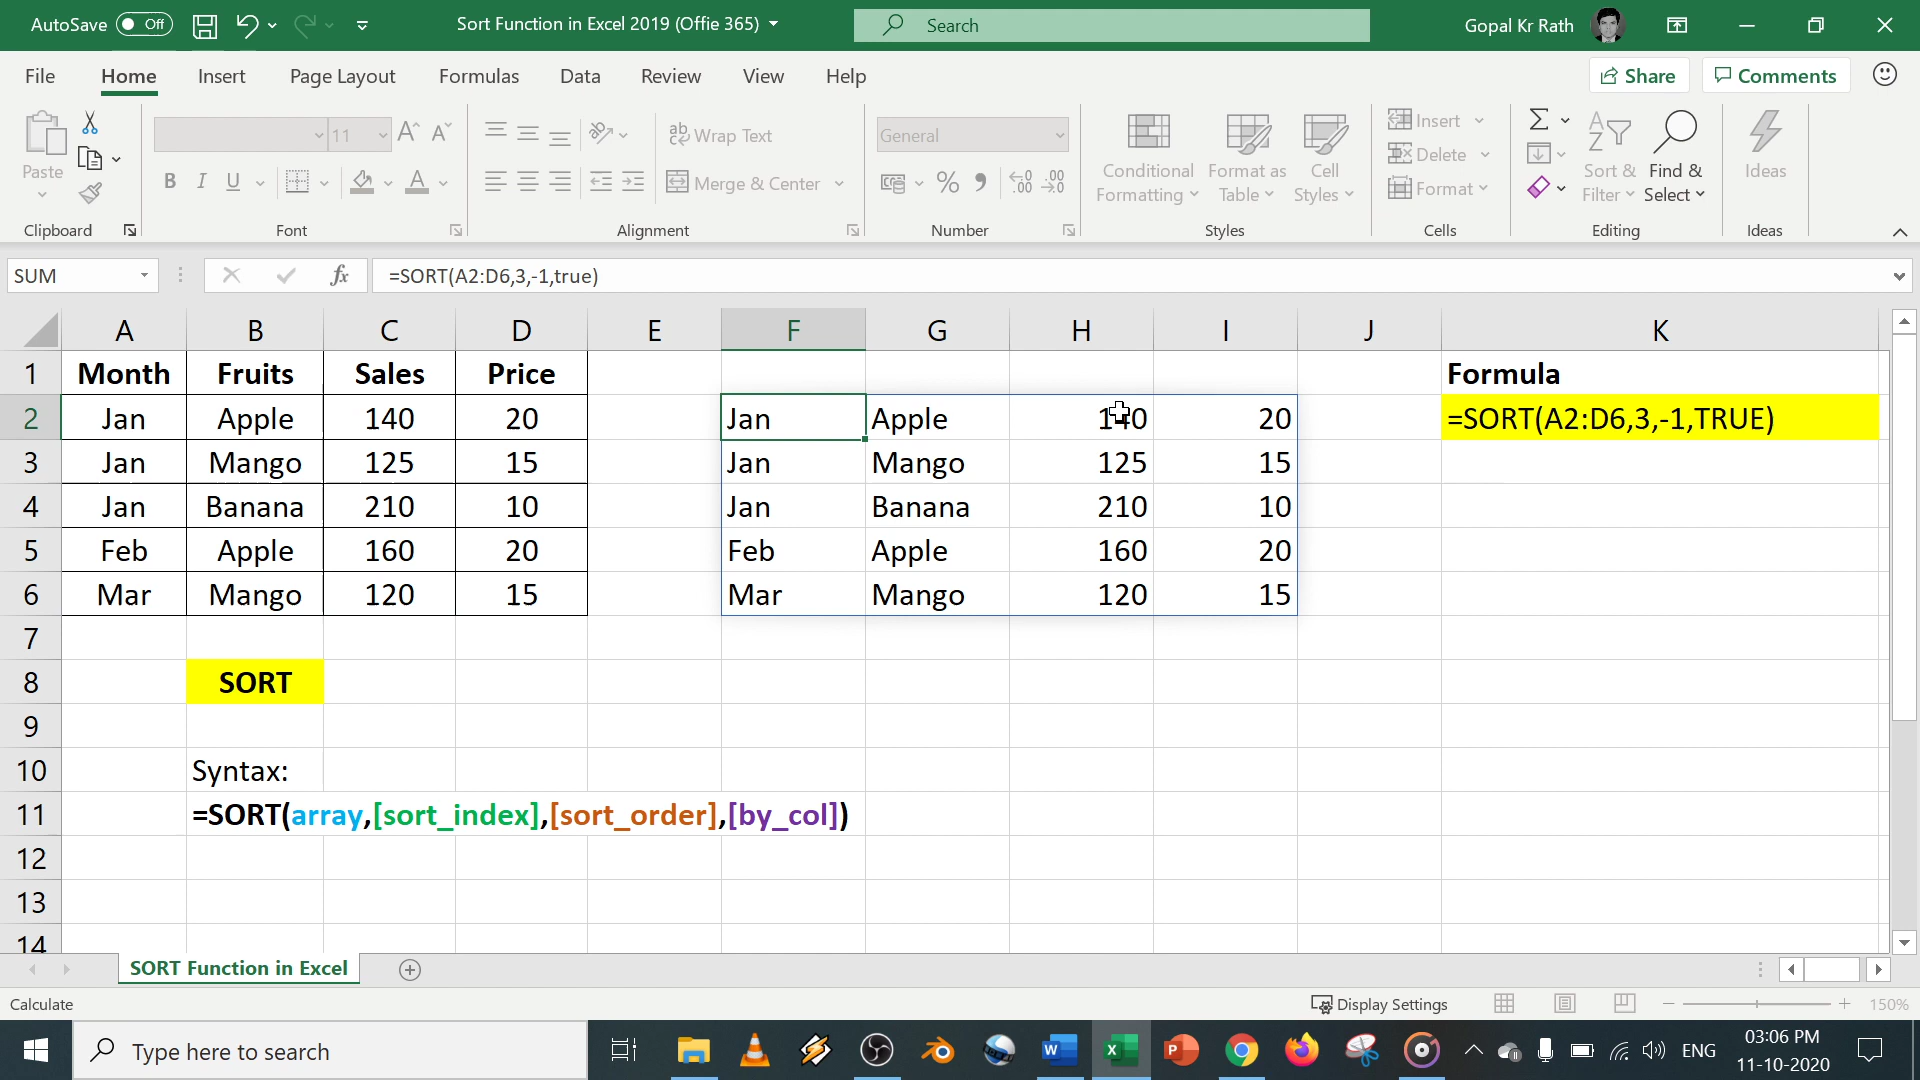 AutoSave Off Sort Function in Excel 2019 (Offie 365) Search Gopal Kr Rath
File Home Insert Page Layout Formulas Data Review View Help Share Comments
Paste
Clipboard
11
B I U A
Font
Wrap Text
Merge & Center
Alignment
General
Number
Conditional Formatting
Format as Table
Cell Styles
Styles
Insert
Delete
Format
Cells
Sort & Filter
Find & Select
Editing
Ideas
Ideas
SUM fx =SORT(A2:D6,3,-1,true)
A B C D E F G H I J K
1 Month Fruits Sales Price Formula
2 Jan Apple 140 20 Jan Apple 140 20 =SORT(A2:D6,3,-1,TRUE)
3 Jan Mango 125 15 Jan Mango 125 15
4 Jan Banana 210 10 Jan Banana 210 10
5 Feb Apple 160 20 Feb Apple 160 20
6 Mar Mango 120 15 Mar Mango 120 15
7
8 SORT
9
10 Syntax:
11 =SORT(array,[sort_index],[sort_order],[by_col])
12
13
14
SORT Function in Excel
Calculate Display Settings 150%
Type here to search ENG 03:06 PM
11-10-2020